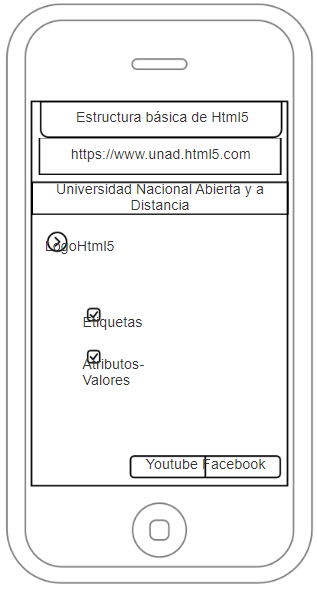 Estructura básica de Html5
https://www.unad.html5.com
Universidad Nacional Abierta y a
Distancia
LogoHtml5
Etiquetas
Atributos-
Valores
Youtube Facebook